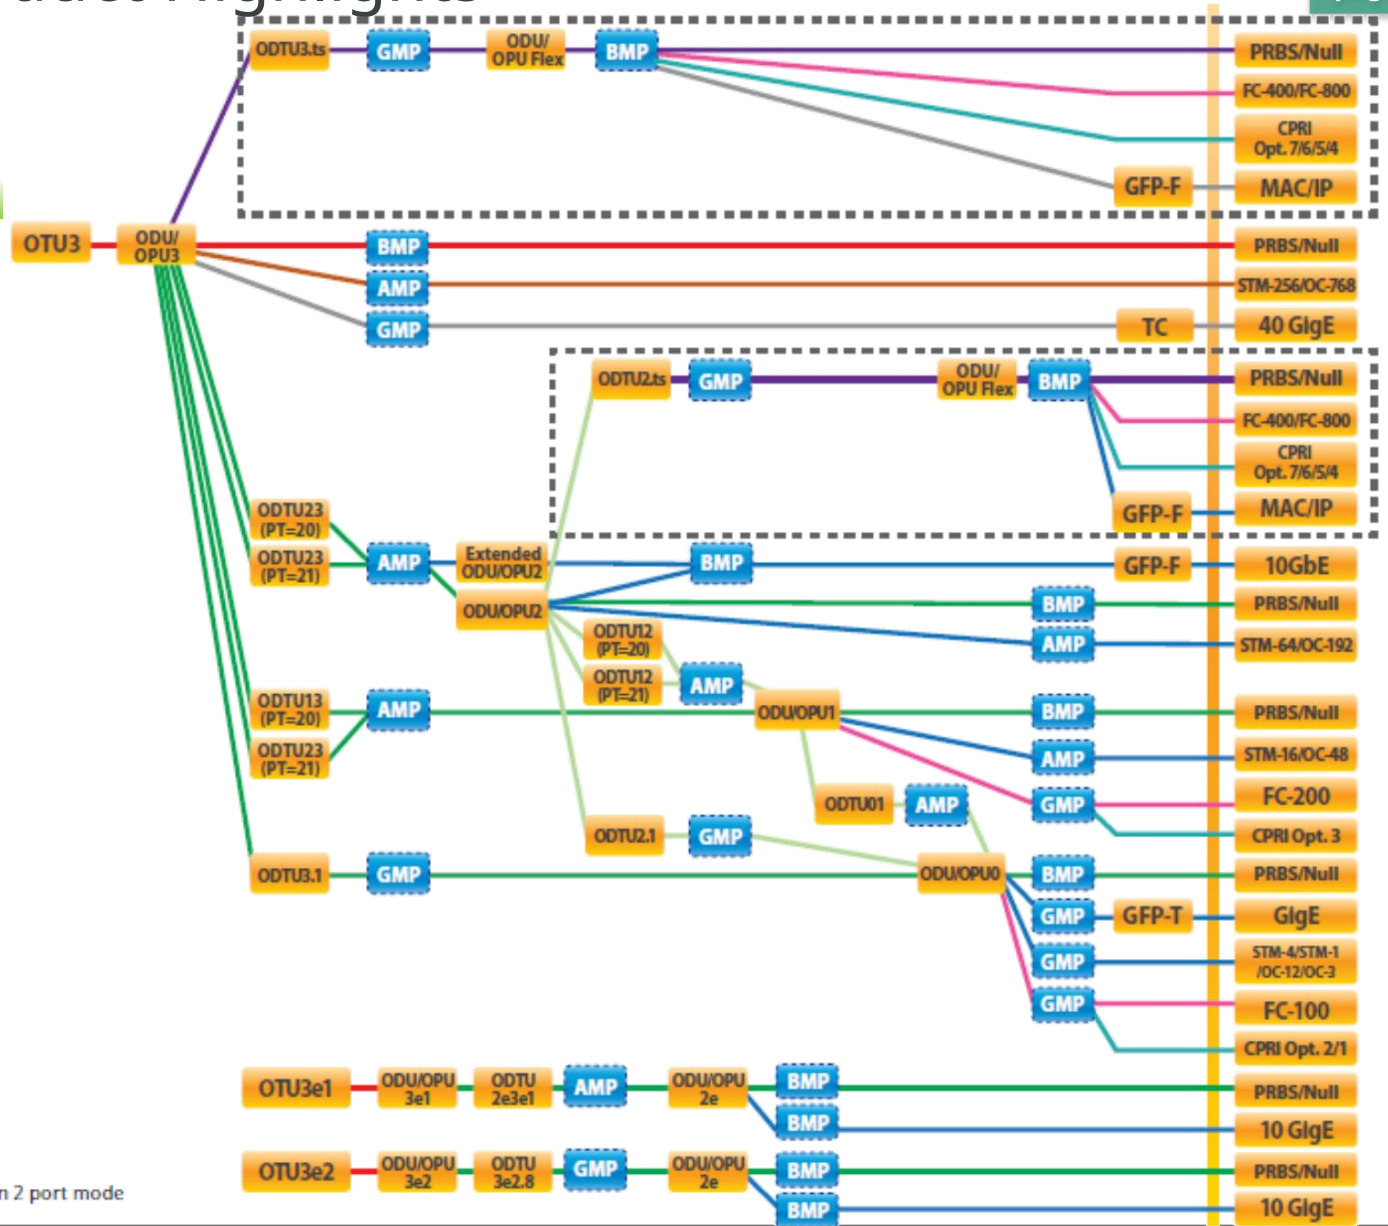 ODTU3.ts
GMP
ODU/
OPU Flex
BMP
PRBS/Null
FC-400/FC-800
CPRI
Opt. 7/6/5/4
GFP-F
MAC/IP
OTU3
ODU/
OPU3
BMP
PRBS/Null
AMP
STM-256/OC-768
GMP
TC
40 GigE
ODTU2.ts
GMP
ODU/
OPU Flex
BMP
PRBS/Null
FC-400/FC-800
CPRI
Opt. 7/6/5/4
GFP-F
MAC/IP
ODTU23
(PT=20)
ODTU23
(PT=21)
AMP
Extended
ODU/OPU2
BMP
GFP-F
10GbE
ODU/OPU2
BMP
PRBS/Null
ODTU12
(PT=20)
AMP
STM-64/OC-192
ODTU12
(PT=21)
AMP
ODTU13
(PT=20)
AMP
ODU/OPU1
BMP
PRBS/Null
ODTU23
(PT=21)
AMP
STM-16/OC-48
ODTU01
AMP
GMP
FC-200
CPRI Opt. 3
ODTU2.1
GMP
ODTU3.1
GMP
ODU/OPU0
BMP
PRBS/Null
GMP
GFP-T
GigE
GMP
STM-4/STM-1
/OC-12/OC-3
GMP
FC-100
CPRI Opt. 2/1
OTU3e1
ODU/OPU
3e1
ODTU
2e3e1
AMP
ODU/OPU
2e
BMP
PRBS/Null
BMP
10 GigE
OTU3e2
ODU/OPU
3e2
ODTU
3e2.8
GMP
ODU/OPU
2e
BMP
PRBS/Null
BMP
10 GigE
n 2 port mode